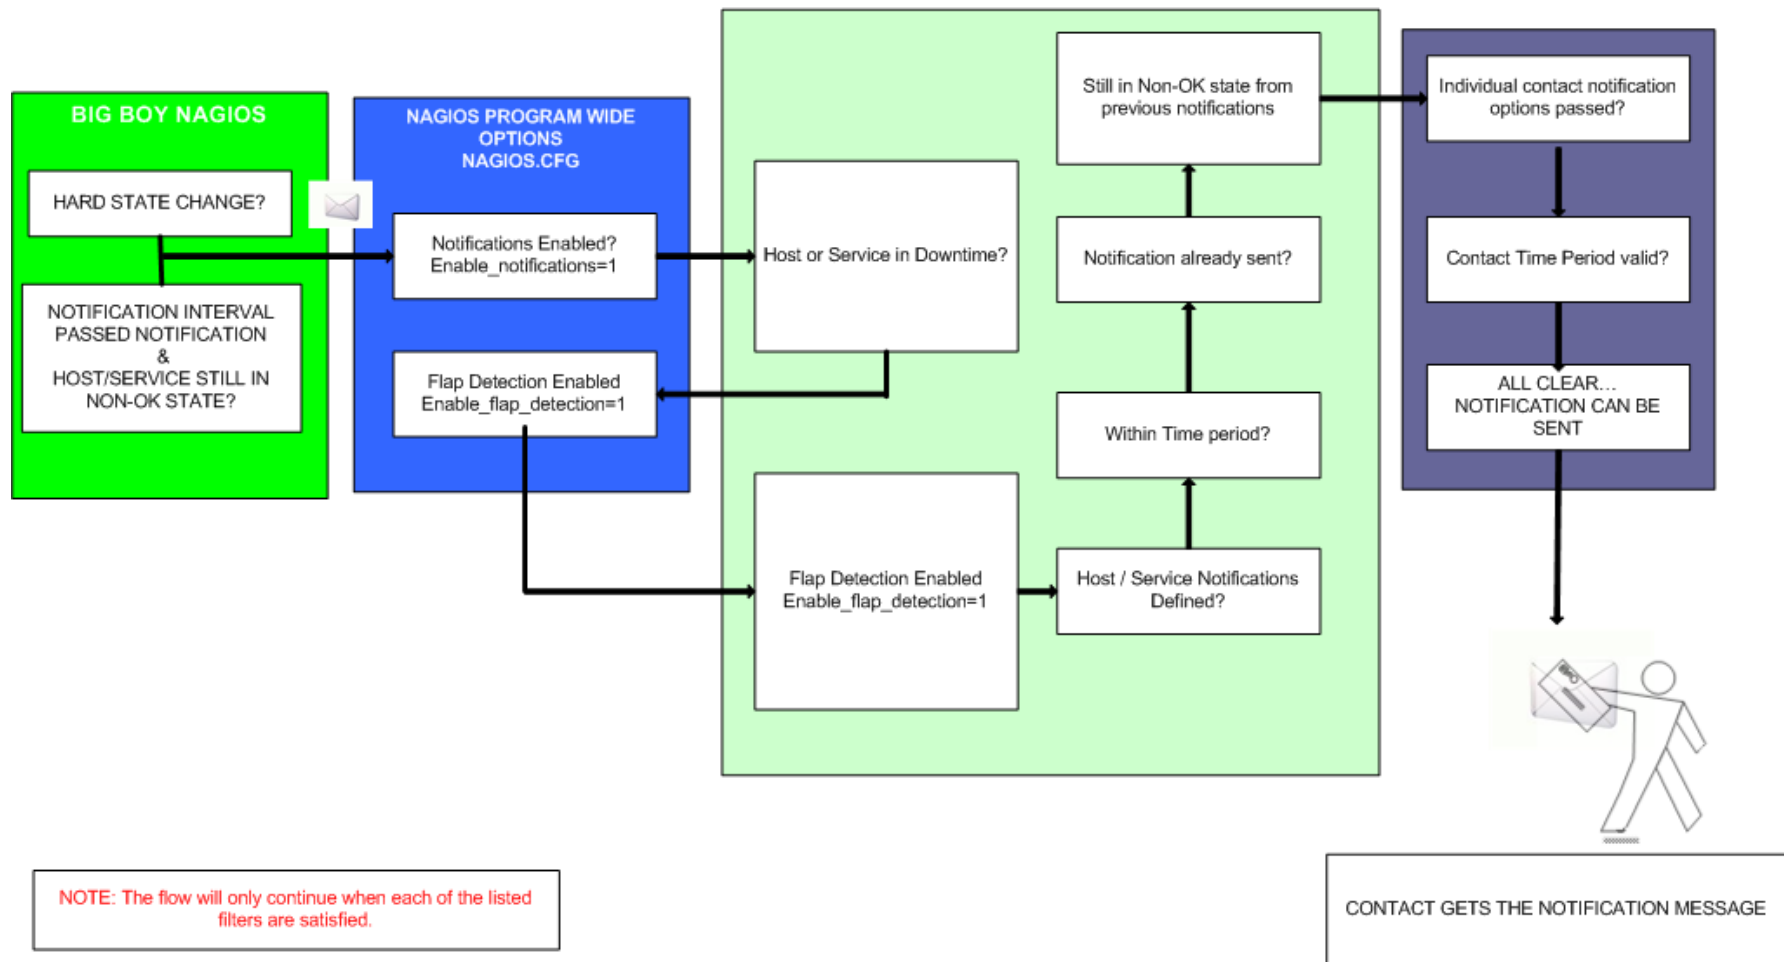 BIG BOY NAGIOS
HARD STATE CHANGE?
NOTIFICATION INTERVAL
PASSED NOTIFICATION
&
HOST/SERVICE STILL IN
NON-OK STATE?
NAGIOS PROGRAM WIDE
OPTIONS
NAGIOS.CFG
Notifications Enabled?
Enable_notifications=1
Flap Detection Enabled
Enable_flap_detection=1
Host or Service in Downtime?
Flap Detection Enabled
Enable_flap_detection=1
Still in Non-OK state from
previous notifications
Notification already sent?
Within Time period?
Host / Service Notifications
Defined?
Individual contact notification
options passed?
Contact Time Period valid?
ALL CLEAR...
NOTIFICATION CAN BE
SENT
NOTE: The flow will only continue when each of the listed
filters are satisfied.
CONTACT GETS THE NOTIFICATION MESSAGE